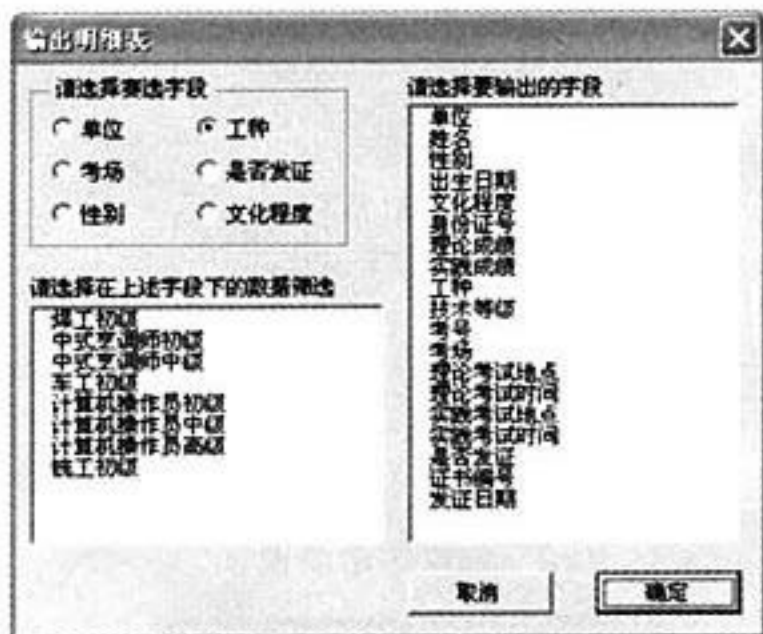 输出明细表
请选择赛选字段
单位
工种
考场
是否发证
性别
文化程度
请选择在上述字段下的数据筛选
焊工初级
中式烹调师初级
中式烹调师中级
车工初级
计算机操作员初级
计算机操作员中级
计算机操作员高级
铣工初级
请选择要输出的字段
单位
姓名
性别
出生日期
文化程度
身份证号
理论成绩
实践成绩
工种
技术等级
考号
考场
理论考试地点
理论考试时间
实践考试地点
实践考试时间
是否发证
证书编号
发证日期
取消
确定